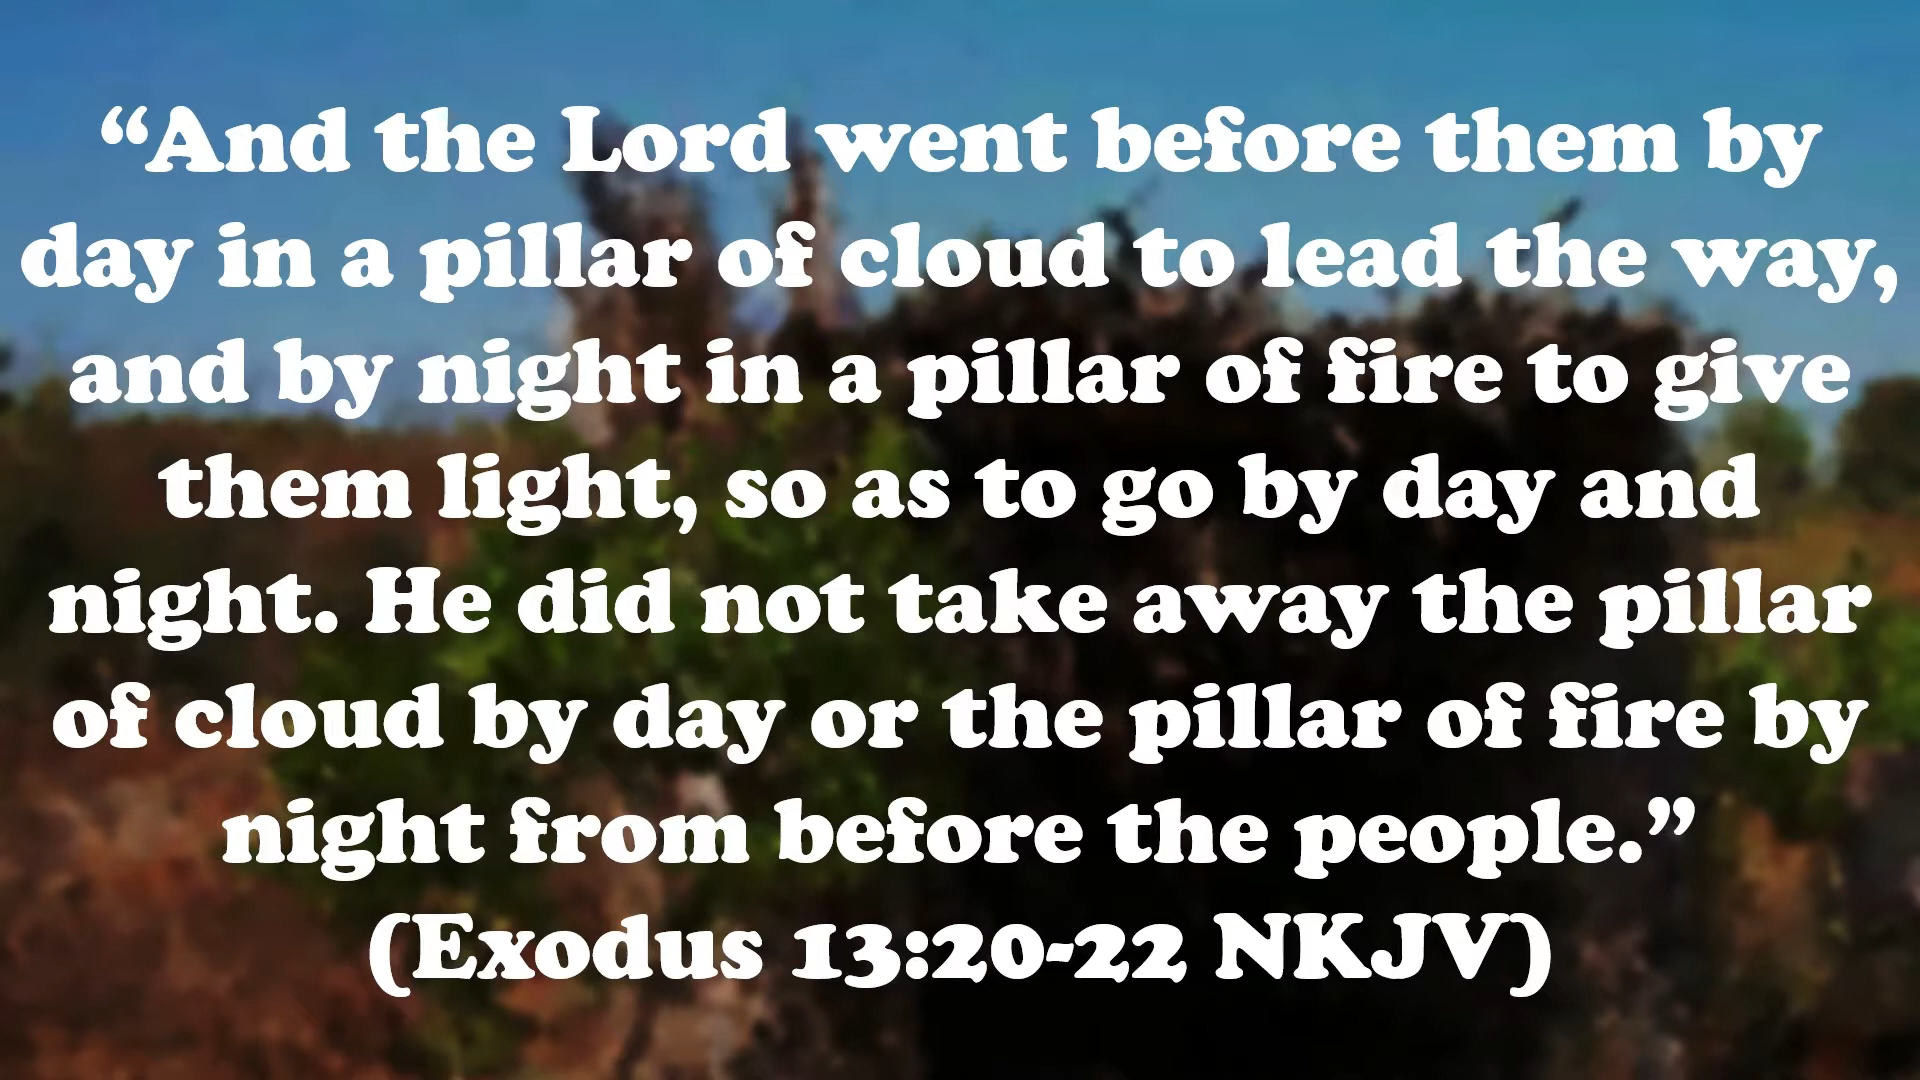 “And the Lord went before them by
day in a pillar of cloud to lead the way,
and by night in a pillar of fire to give
them light, so as to go by day and
night. He did not take away the pillar
of cloud by day or the pillar of fire by
night from before the people.”
(Exodus 13:20-22 NKJV)